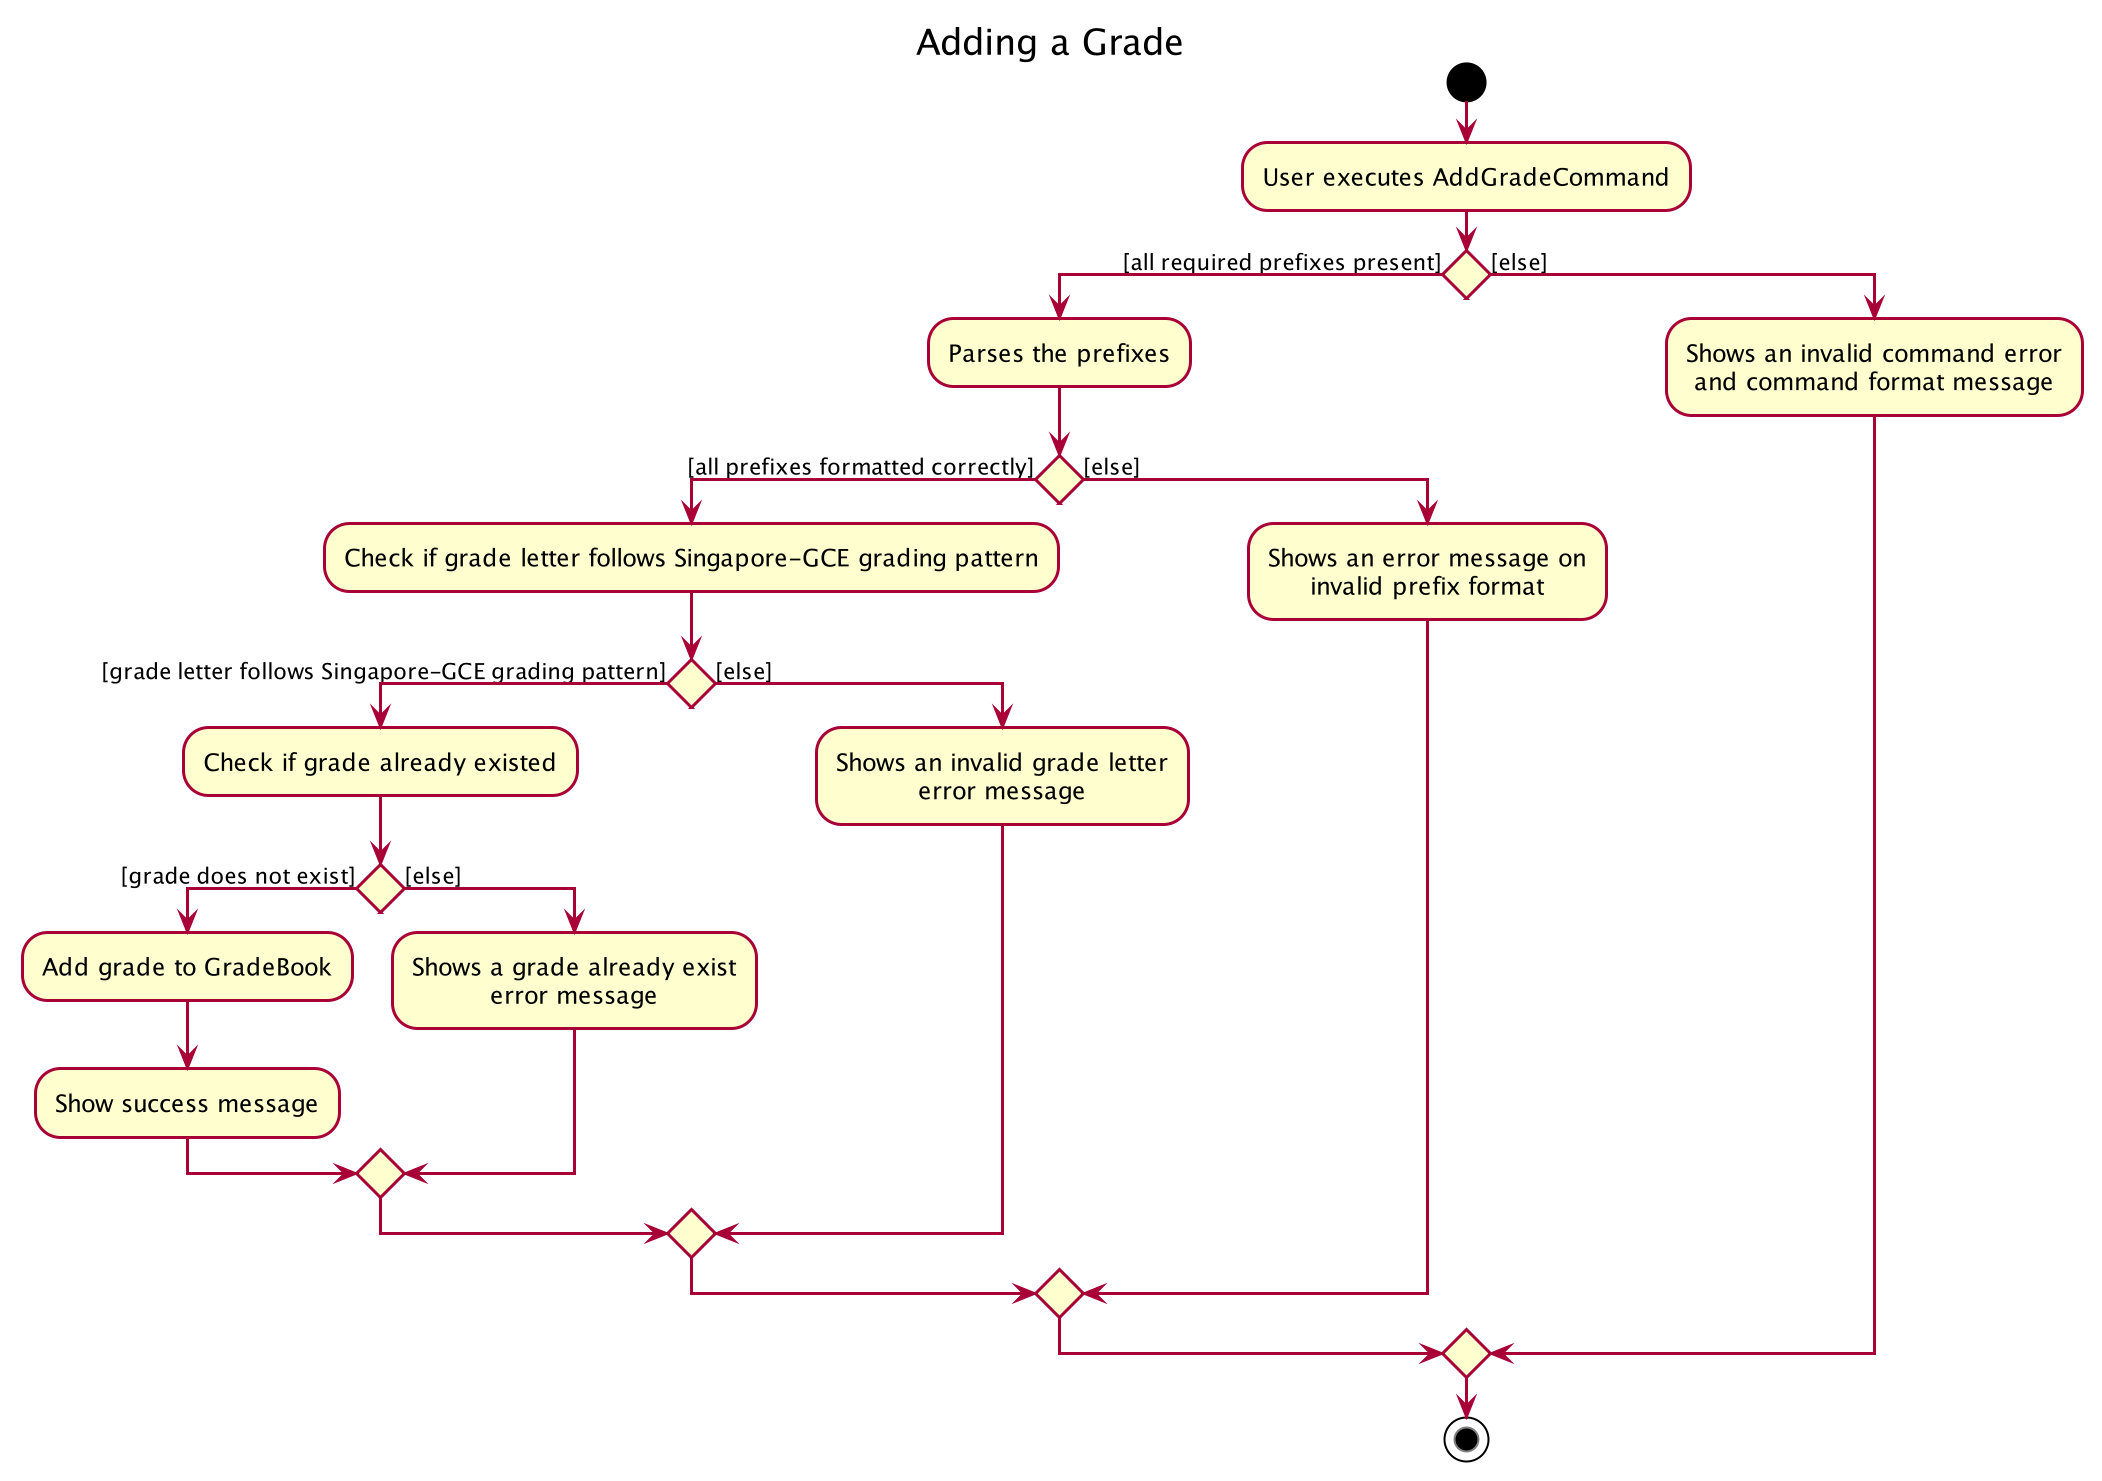 Adding a Grade
User executes AddGradeCommand
[all required prefixes present]
[else]
Parses the prefixes
Shows an invalid command error
and command format message
[all prefixes formatted correctly]
[else]
Check if grade letter follows Singapore-GCE grading pattern
Shows an error message on
invalid prefix format
[grade letter follows Singapore-GCE grading pattern]
[else]
Check if grade already existed
Shows an invalid grade letter
error message
[grade does not exist]
[else]
Add grade to GradeBook
Shows a grade already exist
error message
Show success message